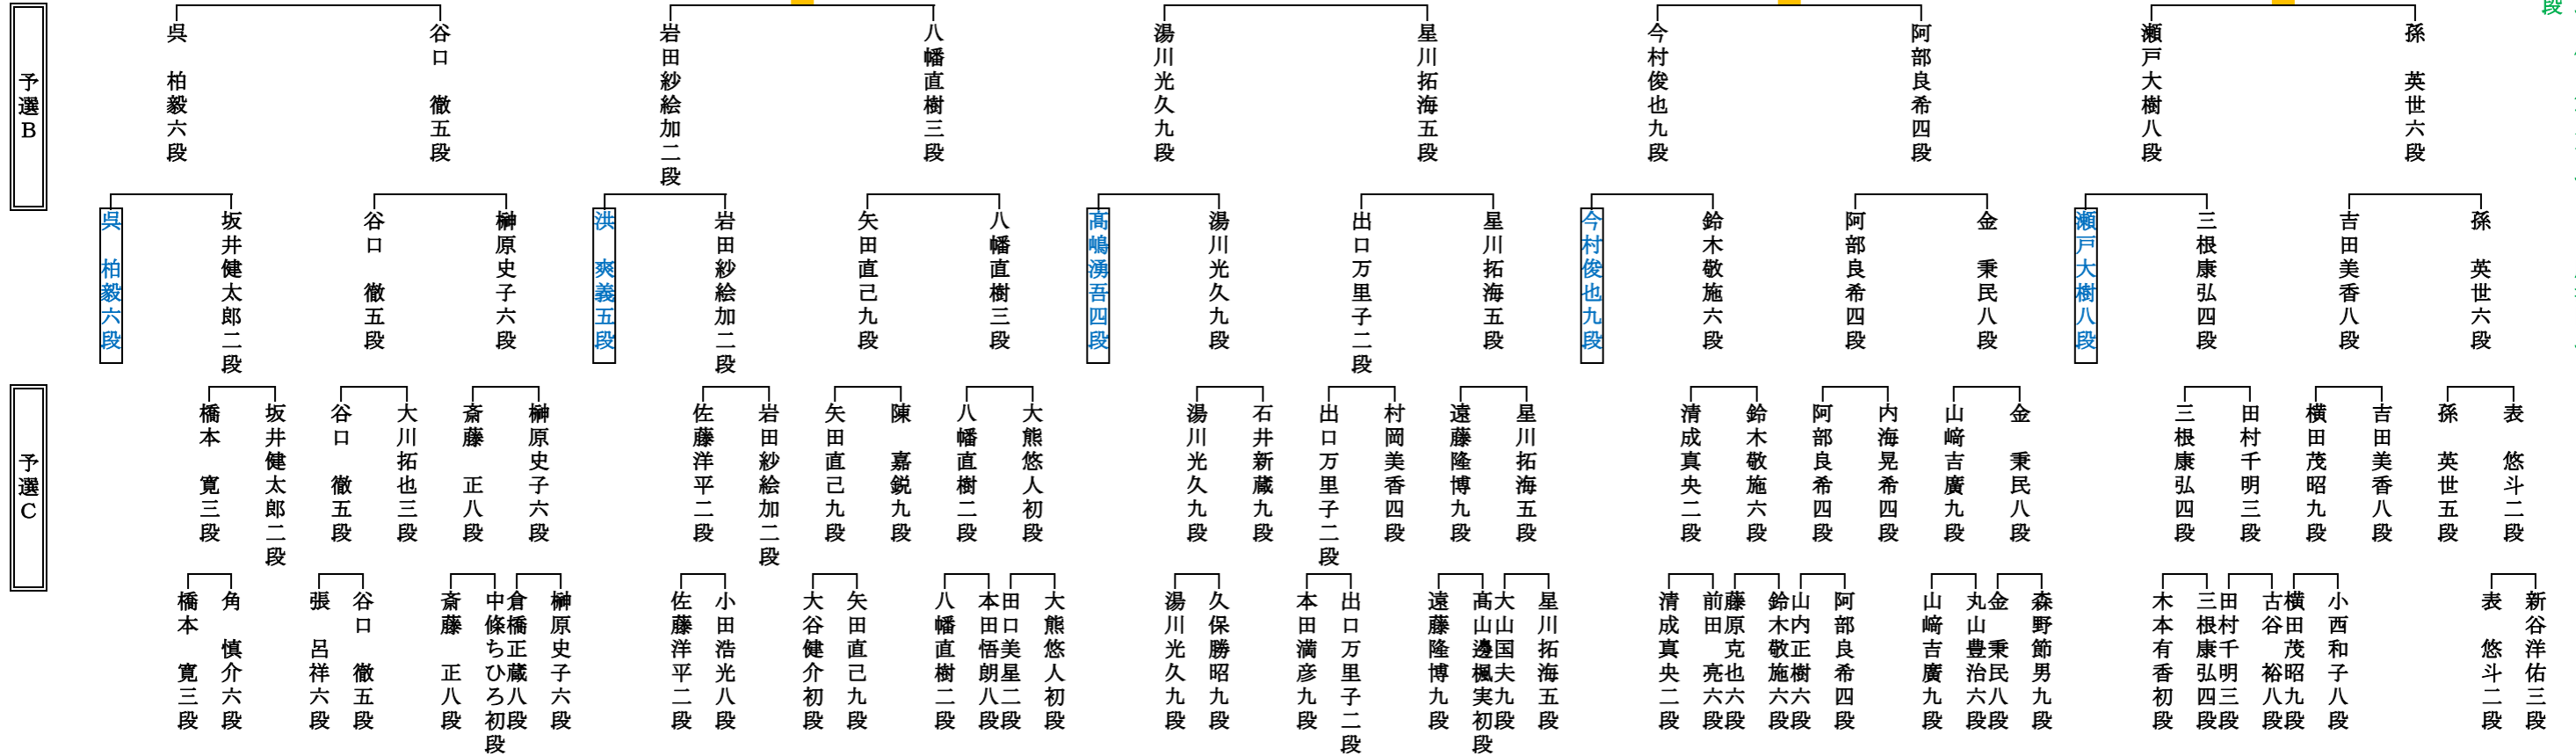 段
予選B
呉　柏毅六段
谷口　徹五段
岩田紗絵加二段
八幡直樹三段
湯川光久九段
星川拓海五段
今村俊也九段
阿部良希四段
瀬戸大樹八段
孫　英世六段
呉　柏毅六段
坂井健太郎二段
谷口　徹五段
榊原史子六段
洪　爽義五段
岩田紗絵加二段
矢田直己九段
八幡直樹三段
髙嶋湧吾四段
湯川光久九段
出口万里子二段
星川拓海五段
今村俊也九段
鈴木敬施六段
阿部良希四段
金　秉民八段
瀬戸大樹八段
三根康弘四段
吉田美香八段
孫　英世六段
予選C
橋本　寛三段
坂井健太郎二段
谷口　徹五段
大川拓也三段
斎藤　正八段
榊原史子六段
佐藤洋平二段
岩田紗絵加二段
矢田直己九段
陳　嘉鋭九段
八幡直樹二段
大熊悠人初段
湯川光久九段
石井新蔵九段
出口万里子二段
村岡美香四段
遠藤隆博九段
星川拓海五段
清成真央二段
鈴木敬施六段
阿部良希四段
内海晃希四段
山﨑吉廣九段
金　秉民八段
三根康弘四段
田村千明三段
横田茂昭九段
吉田美香八段
孫　英世五段
表　悠斗二段
橋本　寛三段
角　慎介六段
張　呂祥六段
谷口　徹五段
斎藤　正八段
中條ちひろ初段
倉橋正蔵八段
榊原史子六段
佐藤洋平二段
小田浩光八段
大谷健介初段
矢田直己九段
八幡直樹二段
本田悟朗八段
田口美星二段
大熊悠人初段
湯川光久九段
久保勝昭九段
本田満彦九段
出口万里子二段
遠藤隆博九段
髙山邊楓実初段
大山国夫九段
星川拓海五段
清成真央二段
前田　亮六段
藤原克也六段
鈴木敬施六段
山内正樹六段
阿部良希四段
山﨑吉廣九段
丸山豊治六段
金　秉民八段
森野節男九段
木本有香初段
三根康弘四段
田村千明三段
古谷　裕八段
横田茂昭九段
小西和子八段
表　悠斗二段
新谷洋佑三段